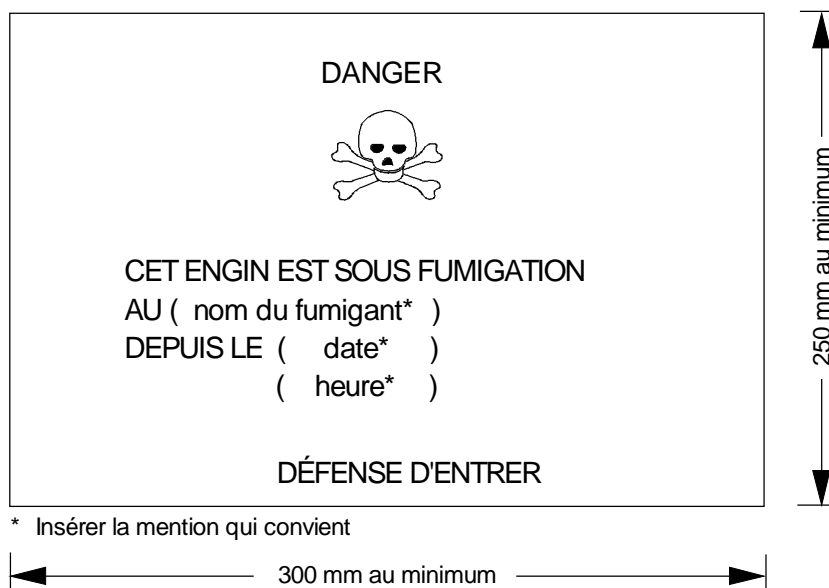 DANGER
CET ENGIN EST SOUS FUMIGATION
AU ( nom du fumigant* )
DEPUIS LE ( date* )
( heure* )
DÉFENSE D'ENTRER
* Insérer la mention qui convient
300 mm au minimum
250 mm au minimum